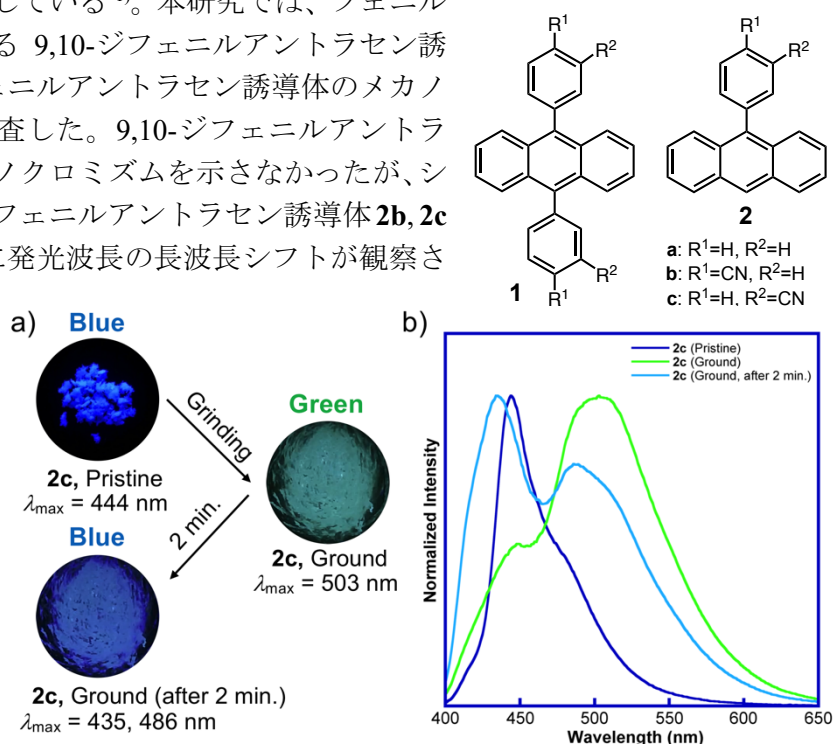 している
。本研究では、フェニル
る 9,10-ジフェニルアントラセン誘
ェニルアントラセン誘導体のメカノ
査した。9,10-ジフェニルアントラ
ノクロミズムを示さなかったが、シ
フェニルアントラセン誘導体 2b, 2c
に発光波長の長波長シフトが観察さ
R¹
R²
R²
R¹
1
R¹
R²
2
a: R¹=H, R²=H
b: R¹=CN, R²=H
c: R¹=H, R²=CN
a)
Blue
2c, Pristine
λmax = 444 nm
Grinding
Green
2c, Ground
λmax = 503 nm
2 min.
Blue
2c, Ground (after 2 min.)
λmax = 435, 486 nm
b)
2c (Pristine)
2c (Ground)
2c (Ground, after 2 min.)
Normalized Intensity
400 450 500 550 600 650
Wavelength (nm)